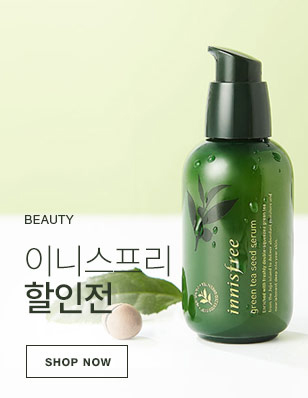 BEAUTY
이니스프리
할인전
SHOP NOW
innisfree
green tea seed serum